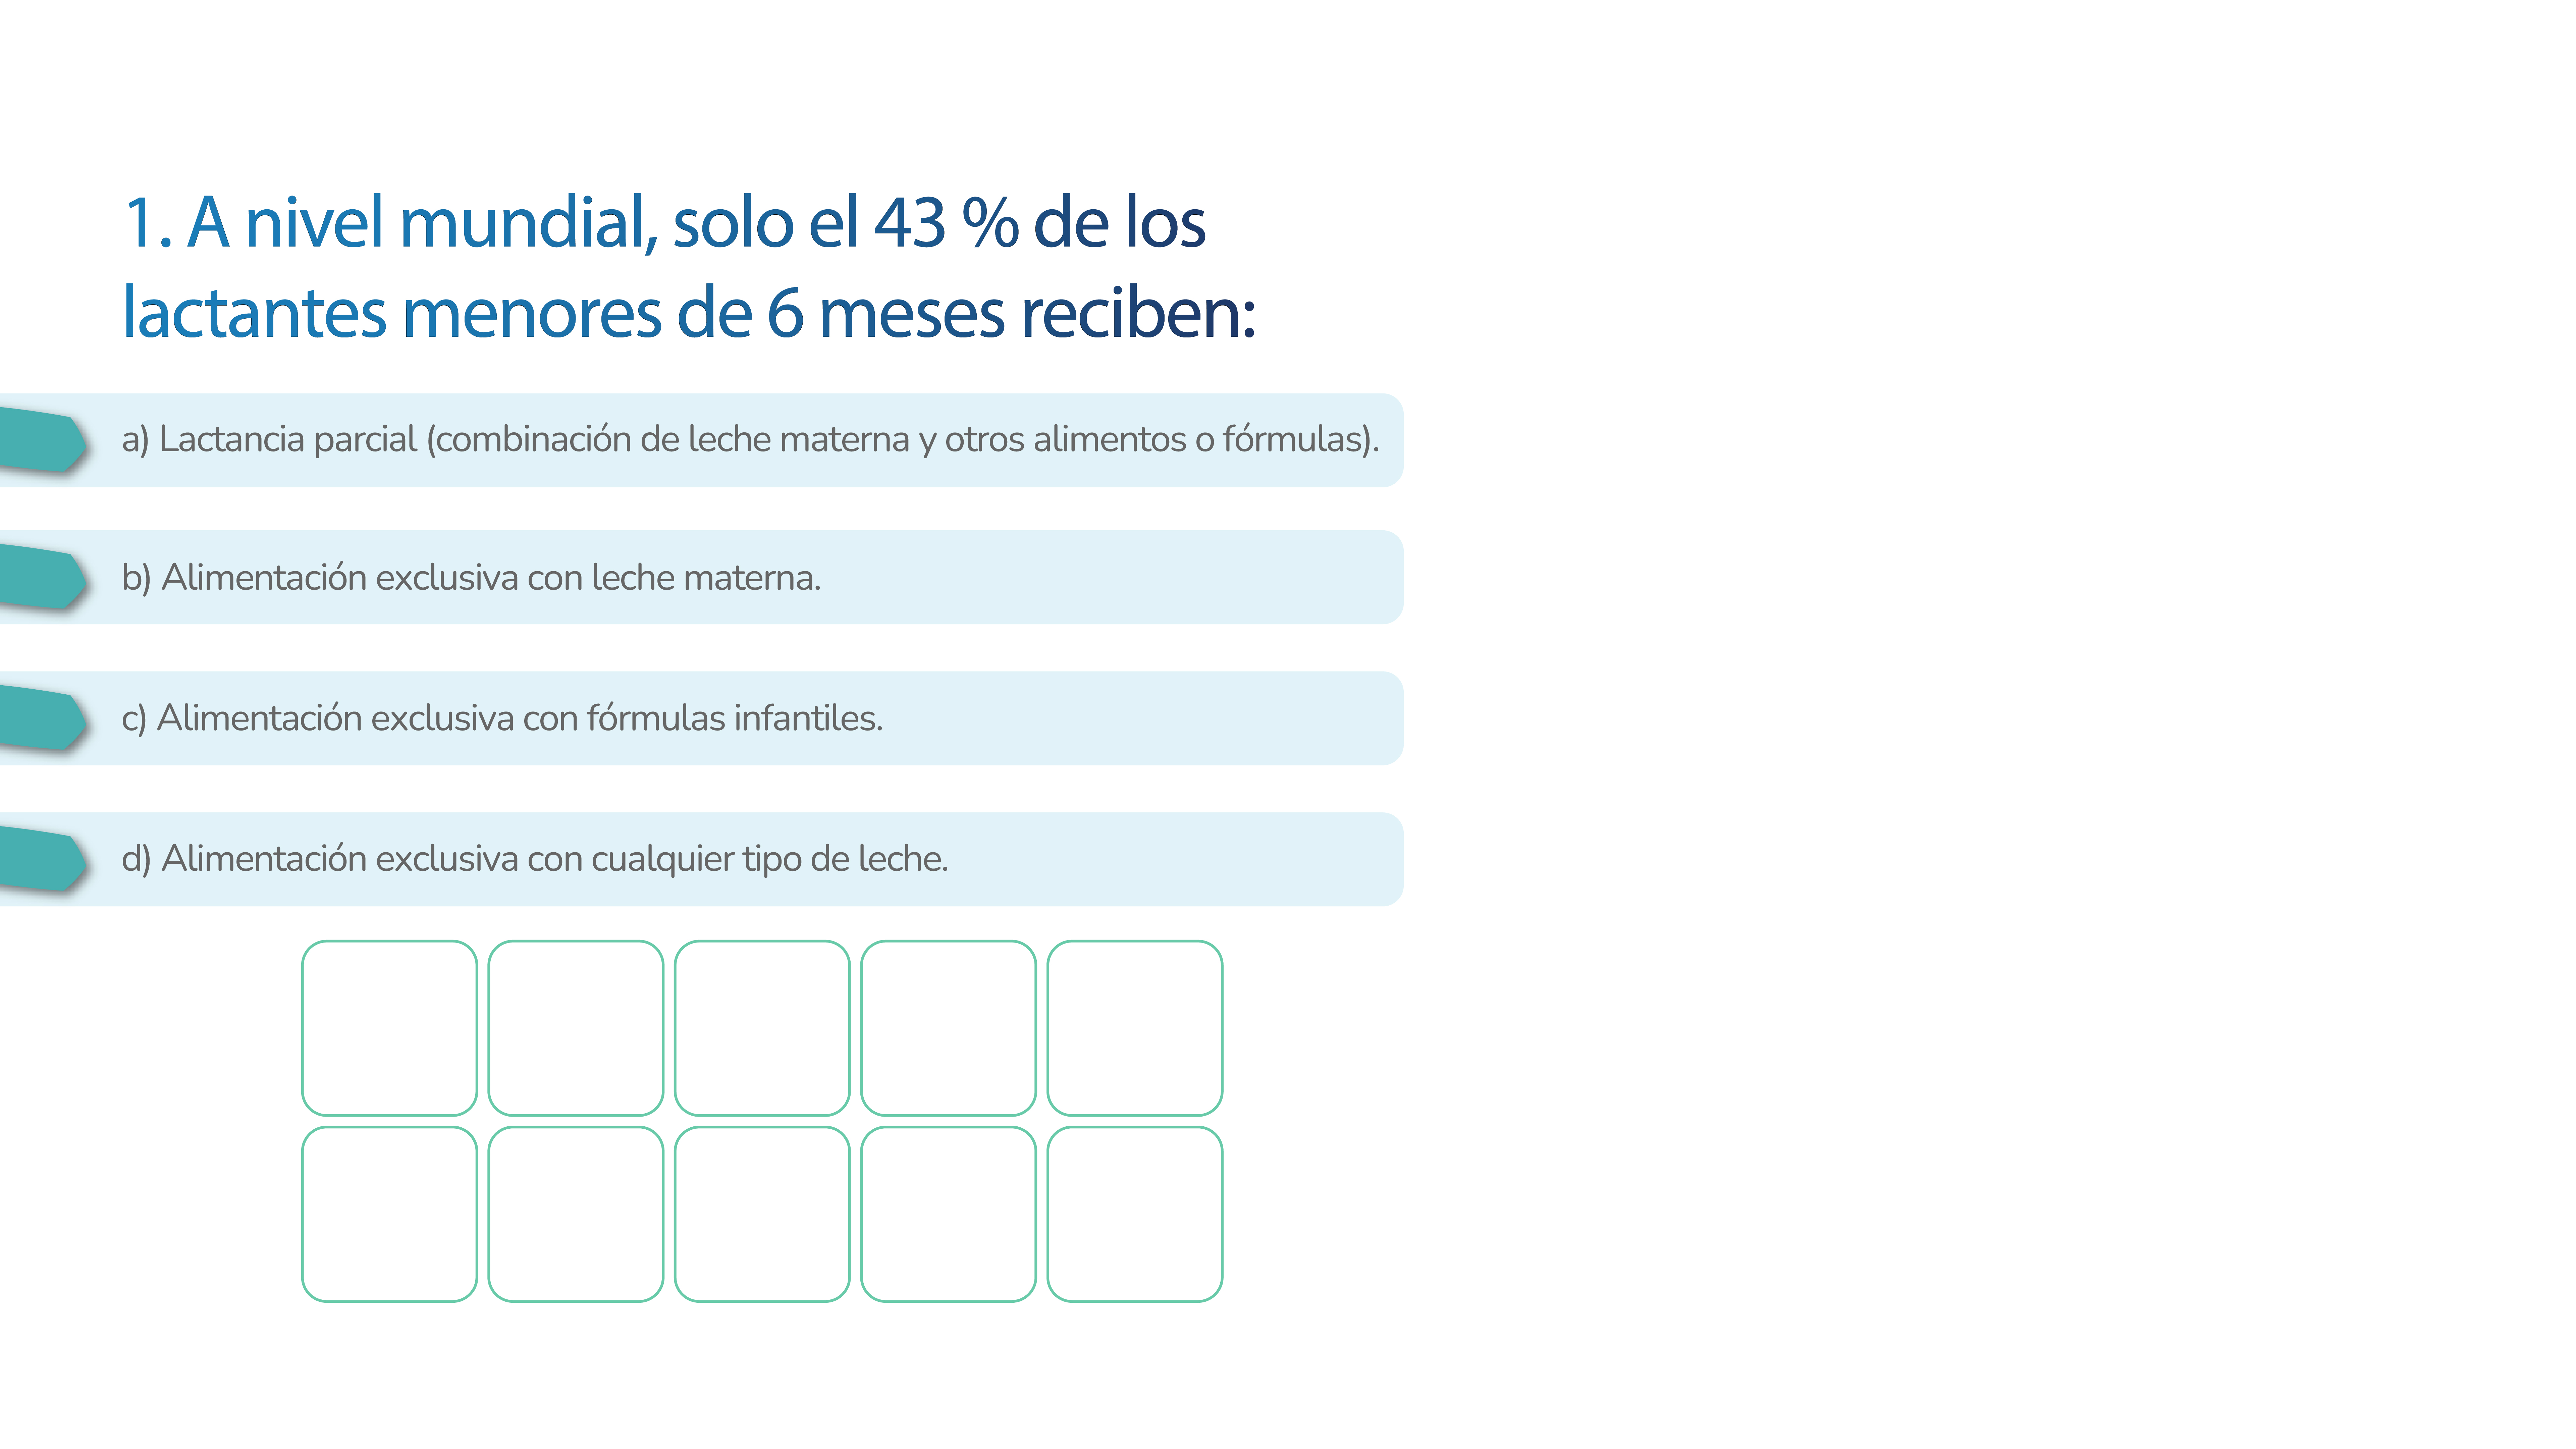 1. A nivel mundial, solo el 43 % de los
lactantes menores de 6 meses reciben:
a) Lactancia parcial (combinación de leche materna y otros alimentos o fórmulas).
b) Alimentación exclusiva con leche materna.
c) Alimentación exclusiva con fórmulas infantiles.
d) Alimentación exclusiva con cualquier tipo de leche.